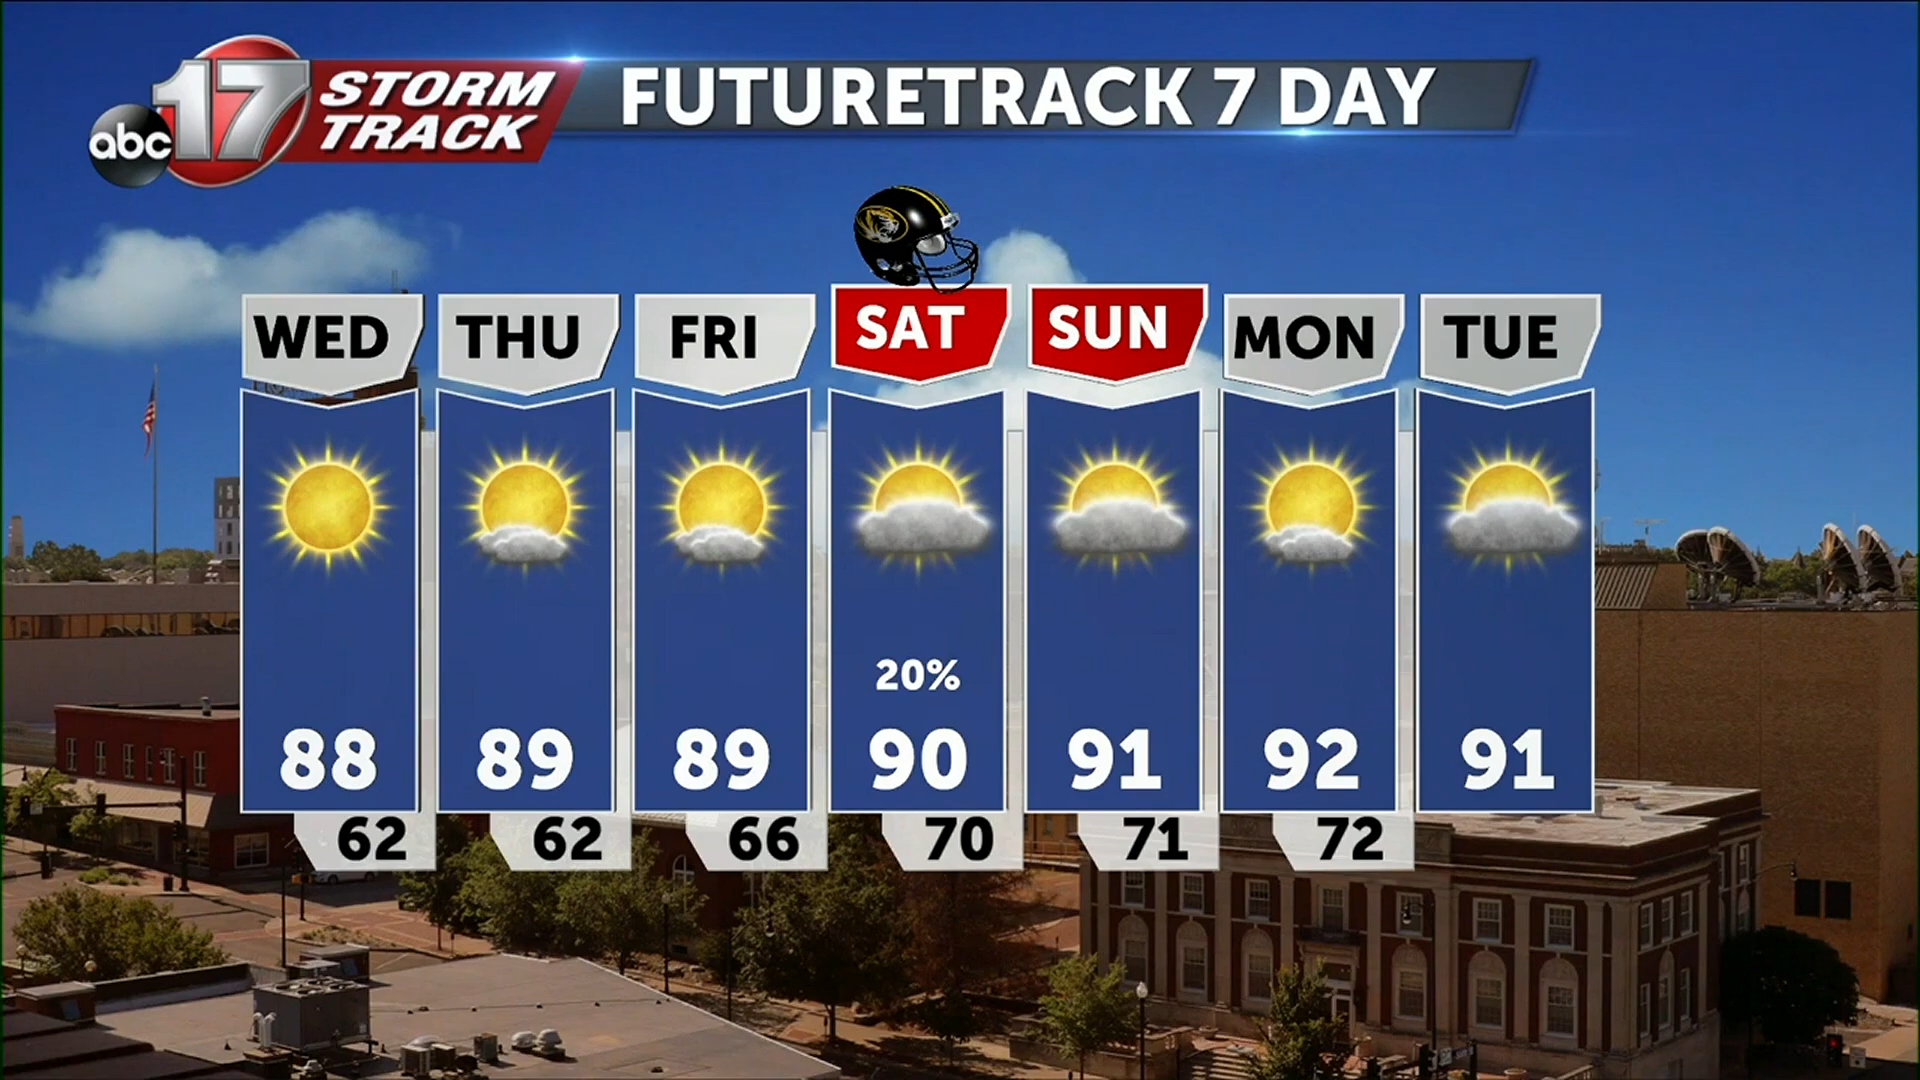 abc 17 STORM TRACK
FUTURETRACK 7 DAY
WED THU FRI SAT SUN MON TUE
20%
88 89 89 90 91 92 91
62 62 66 70 71 72